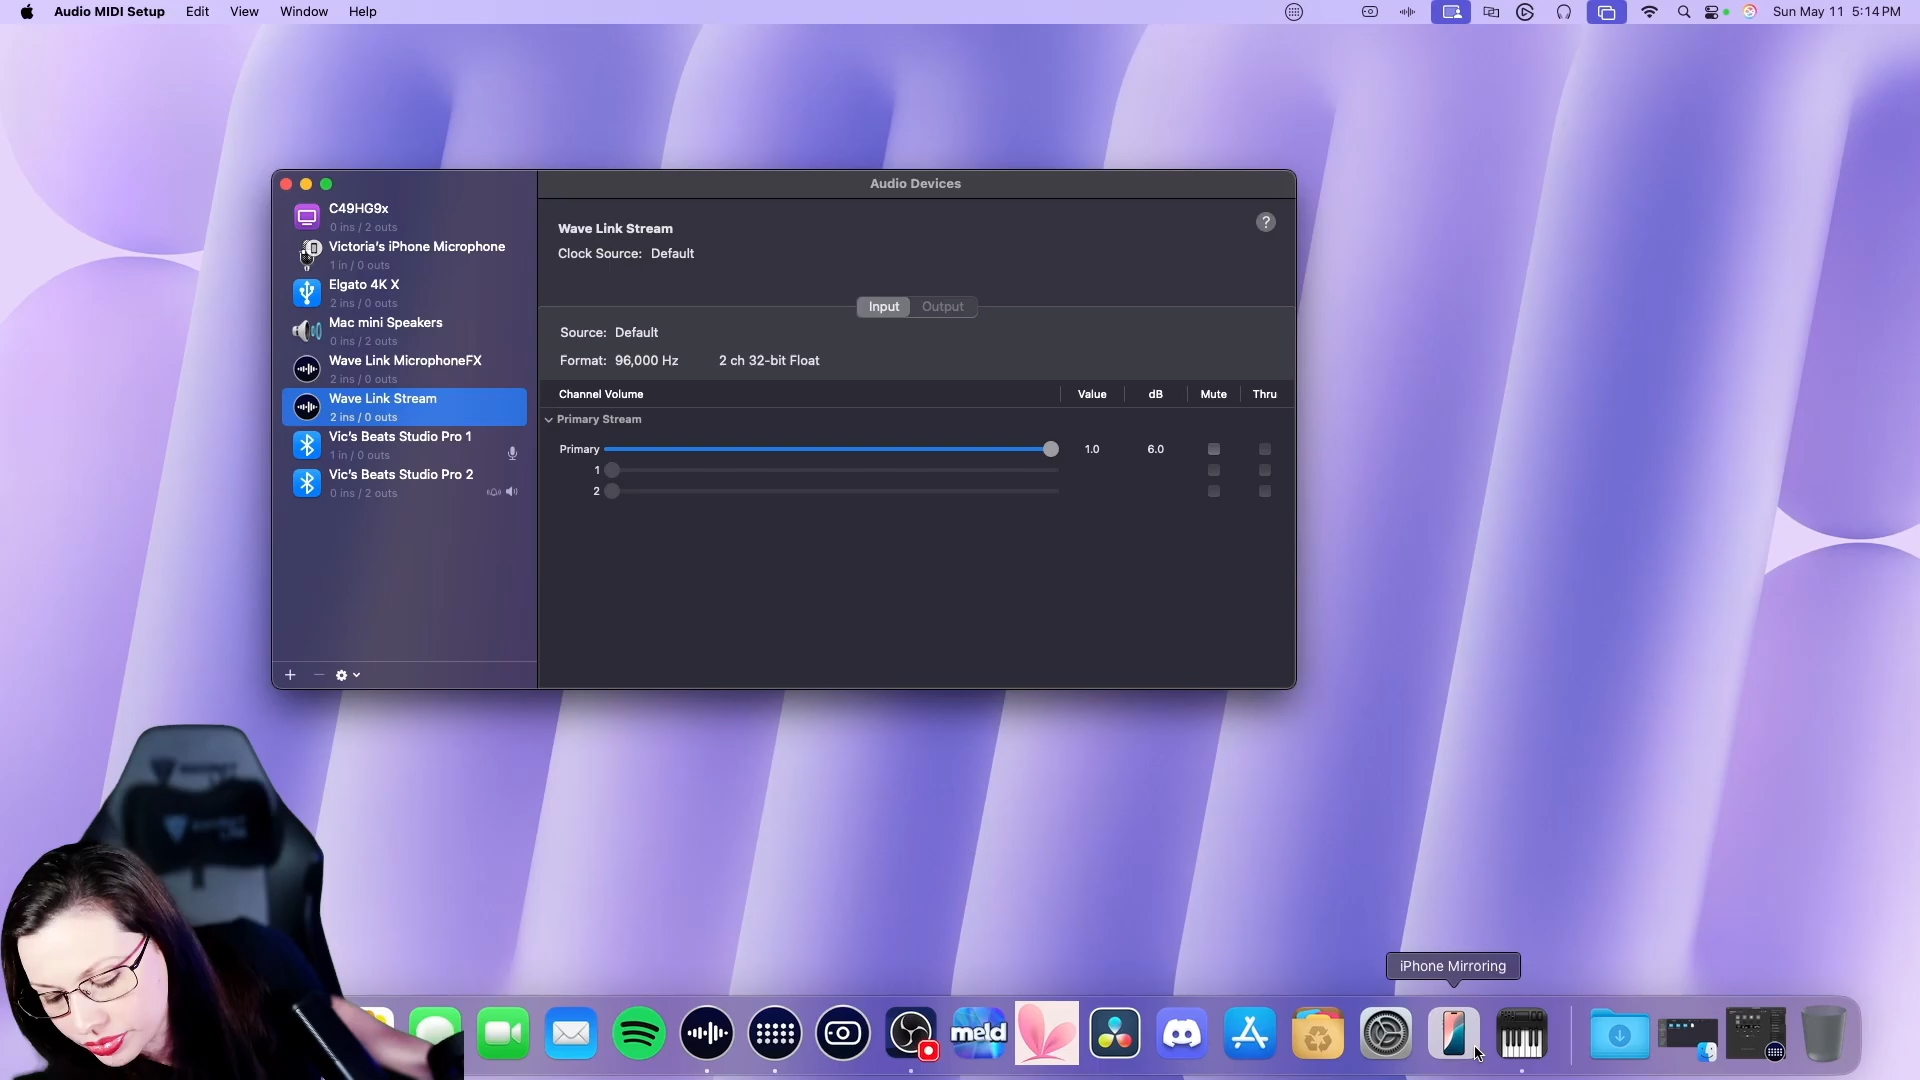 Audio MIDI Setup Edit View Window Help Sun May 11 5:14 PM
Audio Devices
C49HG9x
0 ins / 2 outs
Victoria's iPhone Microphone
1 in / 0 outs
Elgato 4K X
2 ins / 0 outs
Mac mini Speakers
0 ins / 2 outs
Wave Link MicrophoneFX
2 ins / 0 outs
Wave Link Stream
2 ins / 0 outs
Vic's Beats Studio Pro 1
1 in / 0 outs
Vic's Beats Studio Pro 2
0 ins / 2 outs
Wave Link Stream
?
Clock Source: Default
Input Output
Source: Default
Format: 96,000 Hz 2 ch 32-bit Float
Channel Volume Value dB Mute Thru
Primary Stream
Primary 1.0 6.0
1
2
iPhone Mirroring
meld